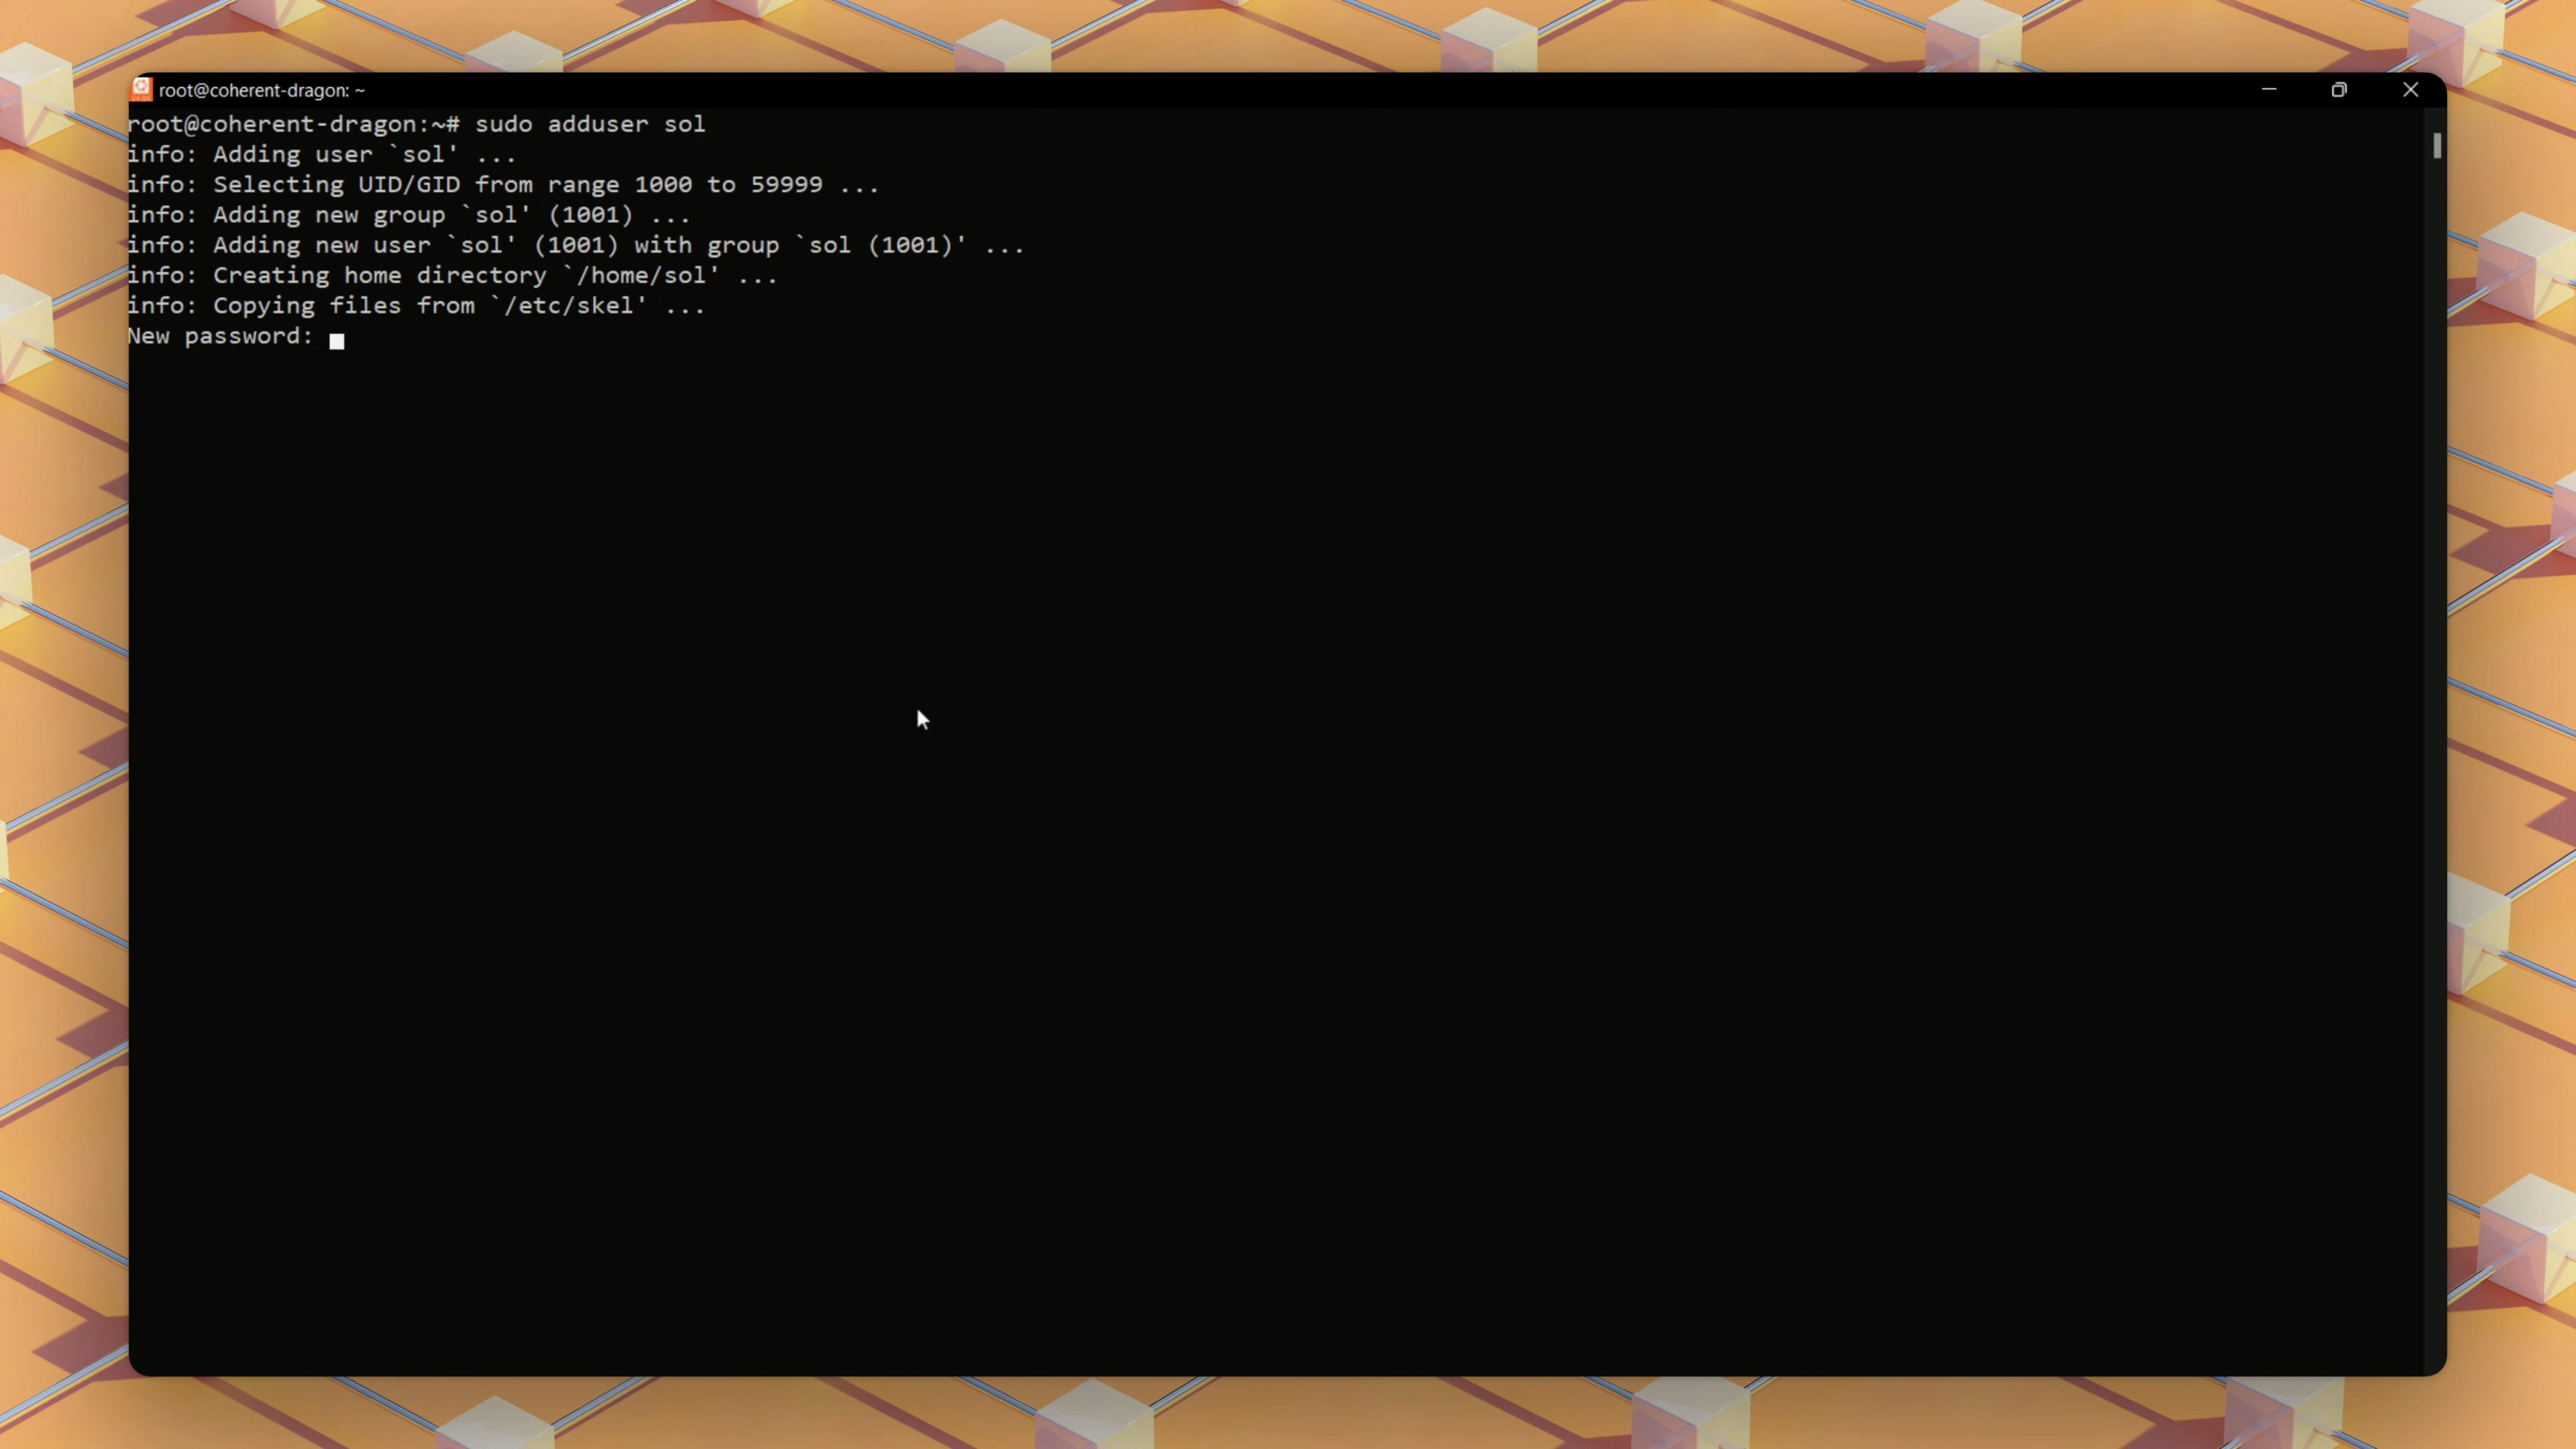 root@coherent-dragon: ~
root@coherent-dragon:~# sudo adduser sol
info: Adding user `sol' ...
info: Selecting UID/GID from range 1000 to 59999 ...
info: Adding new group `sol' (1001) ...
info: Adding new user `sol' (1001) with group `sol (1001)' ...
info: Creating home directory `/home/sol' ...
info: Copying files from `/etc/skel' ...
New password: